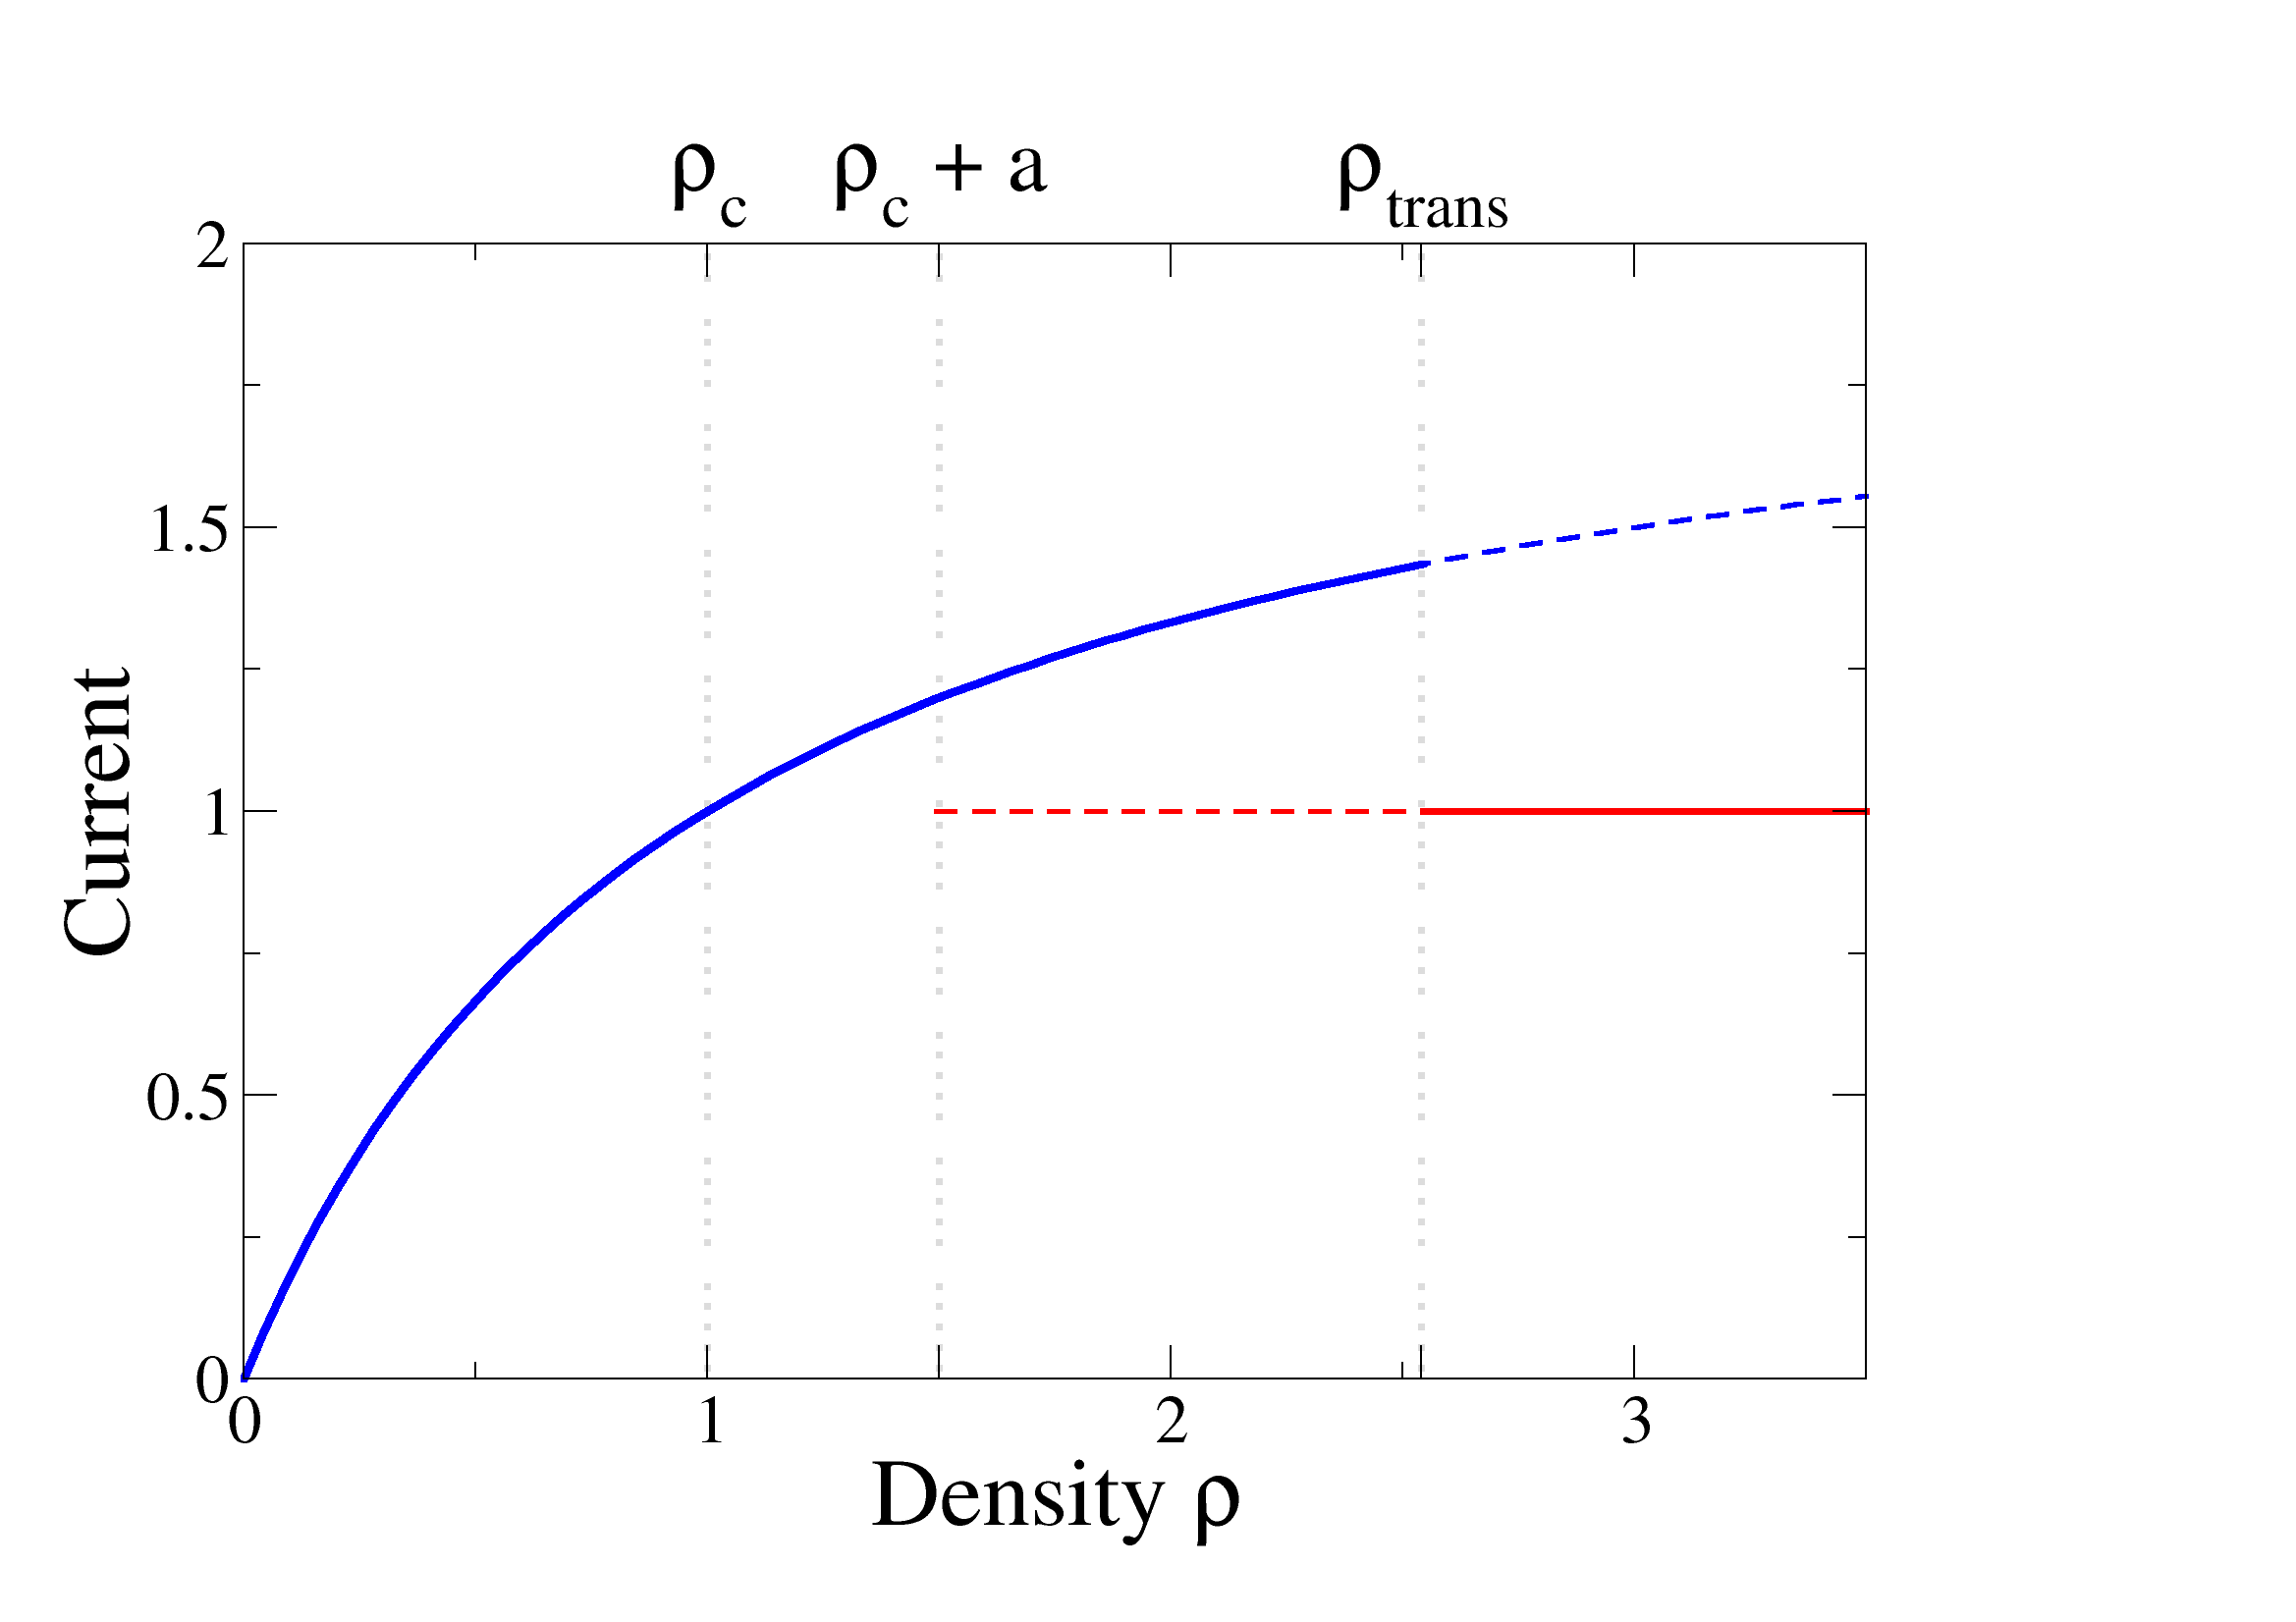 ρc ρc + a ρtrans
2
1.5
1
0.5
0
Current
0 1 2 3
Density ρ